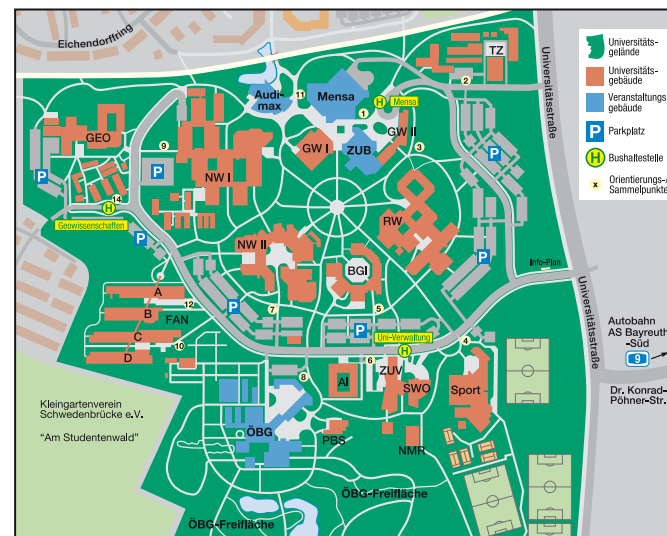 Eichendorffring
TZ
Universitätsstraße
2
Audi-
max
11
Mensa
H
Mensa
1
GW II
GEO
9
GW I
ZUB
3
P
P
P
NW I
14
H
Geowissenschaften
RW
P
NW II
P
BGI
Info-Plan
A
B
12
FAN
C
10
D
P
7
5
P
Uni-Verwaltung
H
6
4
Universitätsstraße
8
AI
ZUV
SWO
Sport
ÖBG
PBS
NMR
Kleingartenverein
Schwedenbrücke e.V.
"Am Studentenwald"
ÖBG-Freifläche
ÖBG-Freifläche
Autobahn
AS Bayreuth
-Süd
9
Dr. Konrad-
Pöhner-Str.
Universitäts-
gelände
Universitäts-
gebäude
Veranstaltungs
gebäude
P
Parkplatz
H
Bushaltestelle
x
Orientierungs-/
Sammelpunkte